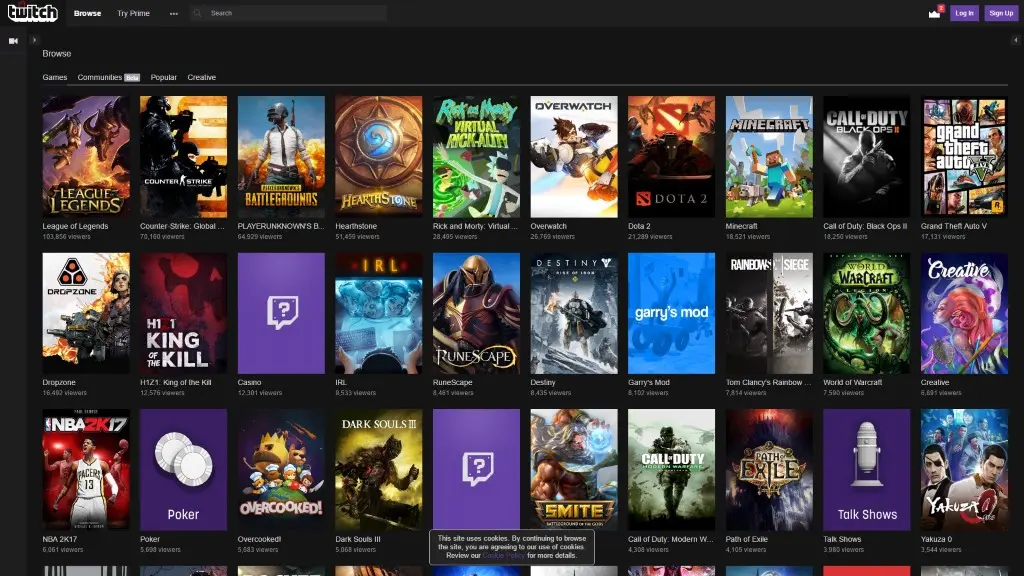 twitch
Browse Try Prime ••• Search 2 Log In Sign Up
Browse
Games Communities Beta Popular Creative
LEAGUE OF LEGENDS
COUNTER STRIKE
PLAYERUNKNOWN'S BATTLEGROUNDS
HEARTHSTONE
Rick and Morty VIRTUAL RICK-ALITY
OVERWATCH
DOTA 2
MINECRAFT
CALL OF DUTY BLACK OPS II
grand theft auto V
League of Legends Counter-Strike: Global ... PLAYERUNKNOWN'S B... Hearthstone Rick and Morty: Virtual ... Overwatch Dota 2 Minecraft Call of Duty: Black Ops II Grand Theft Auto V
103,856 viewers 70,160 viewers 64,929 viewers 51,459 viewers 28,495 viewers 26,769 viewers 21,289 viewers 18,521 viewers 18,250 viewers 17,131 viewers
DROPZONE
H1Z1 KING OF THE KILL
IRL
RUNESCAPE
DESTINY RISE OF IRON
garry's mod
RAINBOW SIX SIEGE
WORLD OF WARCRAFT
Creative
Dropzone H1Z1: King of the Kill Casino IRL RuneScape Destiny Garry's Mod Tom Clancy's Rainbow ... World of Warcraft Creative
16,492 viewers 12,576 viewers 12,301 viewers 9,533 viewers 8,461 viewers 8,435 viewers 8,102 viewers 7,814 viewers 7,590 viewers 6,691 viewers
NBA2K17
PACERS 13
Poker
OVERCOOKED!
DARK SOULS III
SMITE
BATTLEGROUND OF THE GODS
CALL OF DUTY MODERN WARFARE
PATH OF EXILE
Talk Shows
Yakuza 0
NBA 2K17 Poker Overcooked! Dark Souls III Call of Duty: Modern W... Path of Exile Talk Shows Yakuza 0
6,061 viewers 5,698 viewers 5,683 viewers 5,068 viewers 4,308 viewers 4,105 viewers 3,980 viewers 3,544 viewers
This site uses cookies. By continuing to browse
the site, you are agreeing to our use of cookies.
Review our Cookie Policy for more details.